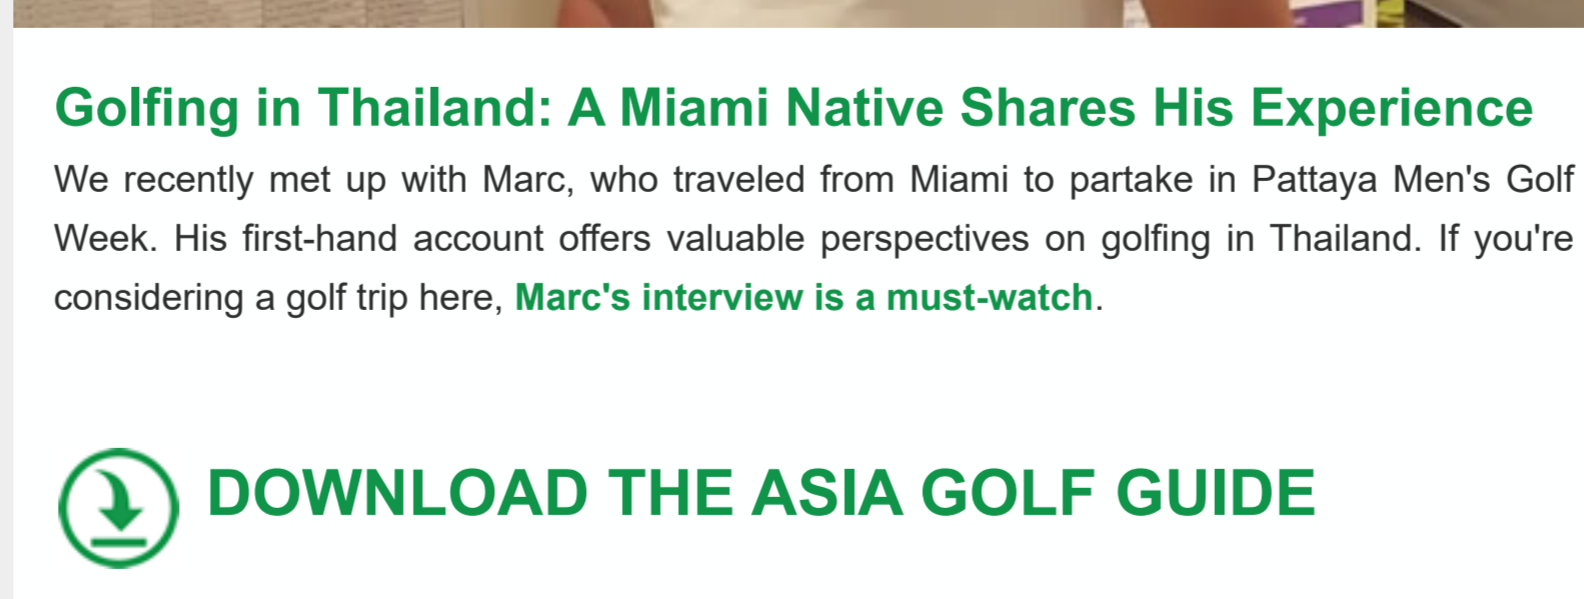 Golfing in Thailand: A Miami Native Shares His Experience
We recently met up with Marc, who traveled from Miami to partake in Pattaya Men's Golf
Week. His first-hand account offers valuable perspectives on golfing in Thailand. If you're
considering a golf trip here, Marc's interview is a must-watch.
DOWNLOAD THE ASIA GOLF GUIDE